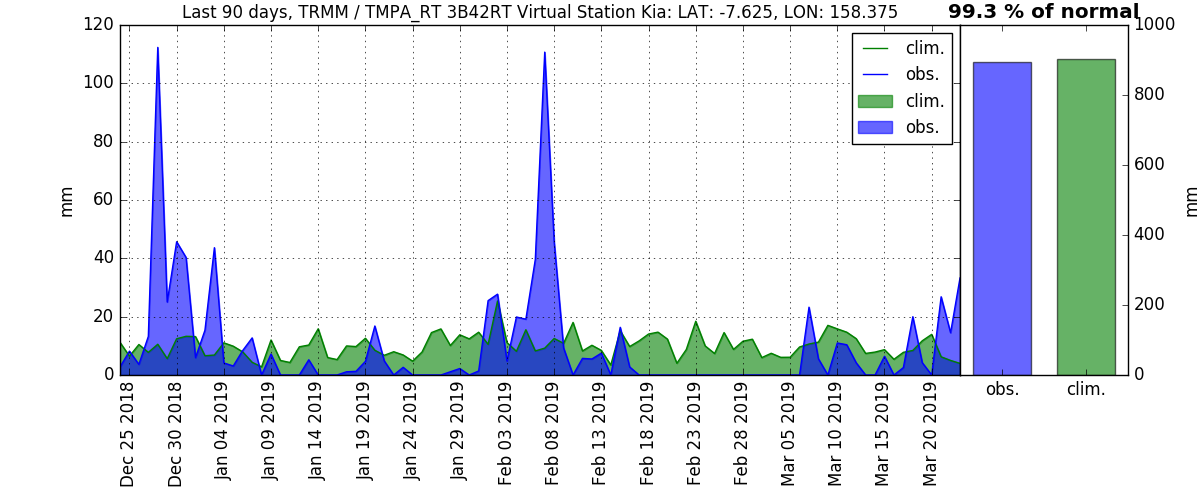 Last 90 days, TRMM / TMPA_RT 3B42RT Virtual Station Kia: LAT: -7.625, LON: 158.375
99.3 % of normal
120
100
80
60
40
20
0
mm
clim.
obs.
clim.
obs.
1000
800
600
400
200
0
mm
obs.
clim.
Dec 25 2018
Dec 30 2018
Jan 04 2019
Jan 09 2019
Jan 14 2019
Jan 19 2019
Jan 24 2019
Jan 29 2019
Feb 03 2019
Feb 08 2019
Feb 13 2019
Feb 18 2019
Feb 23 2019
Feb 28 2019
Mar 05 2019
Mar 10 2019
Mar 15 2019
Mar 20 2019